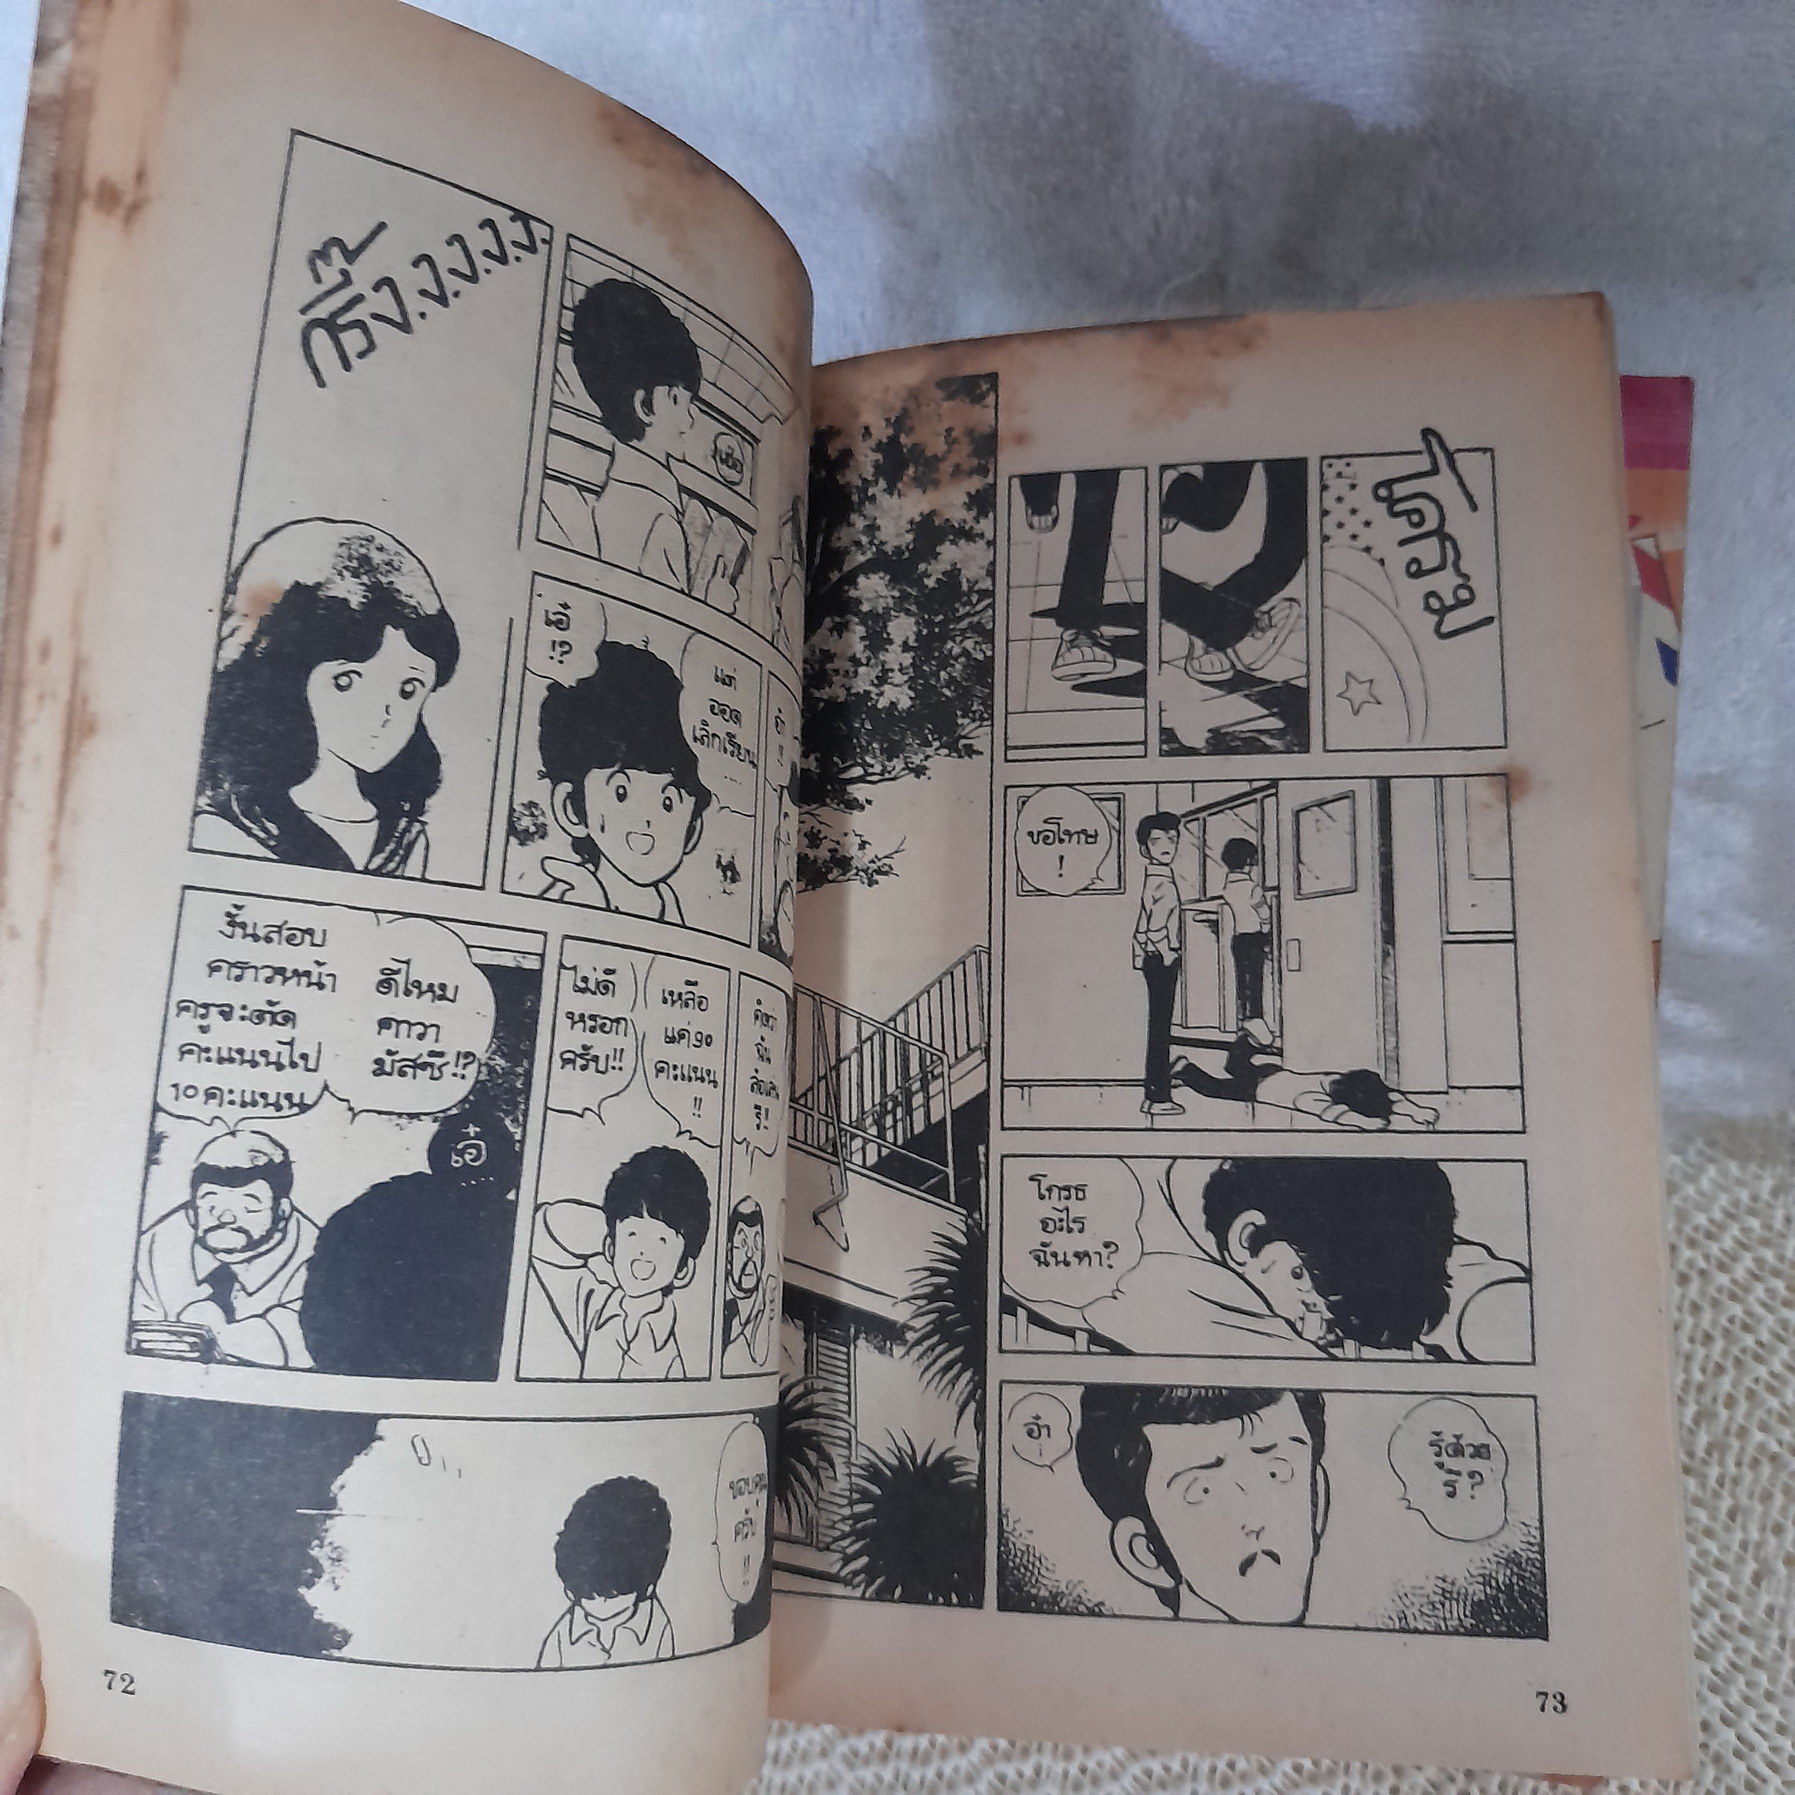 กริ๊ง.ง.ง.ง.ง.
เอ๋
!?
แต่
ออด
เลิกเรียน
....
งั้นสอบ
คราวหน้า
ครูจะตัด
คะแนนไป
10คะแนน
ดีไหม
คาวา
มัสซึ!?
เอ๋
....
ไม่ดี
หรอก
ครับ!!
เหลือ
แค่90
คะแนน
!!
ขอบคุณ
ครับ
!!
72
โครม
ขอโทษ
!
โกรธ
อะไร
ฉันหา?
อ๋า
รู้ด้วย
รึ?
73